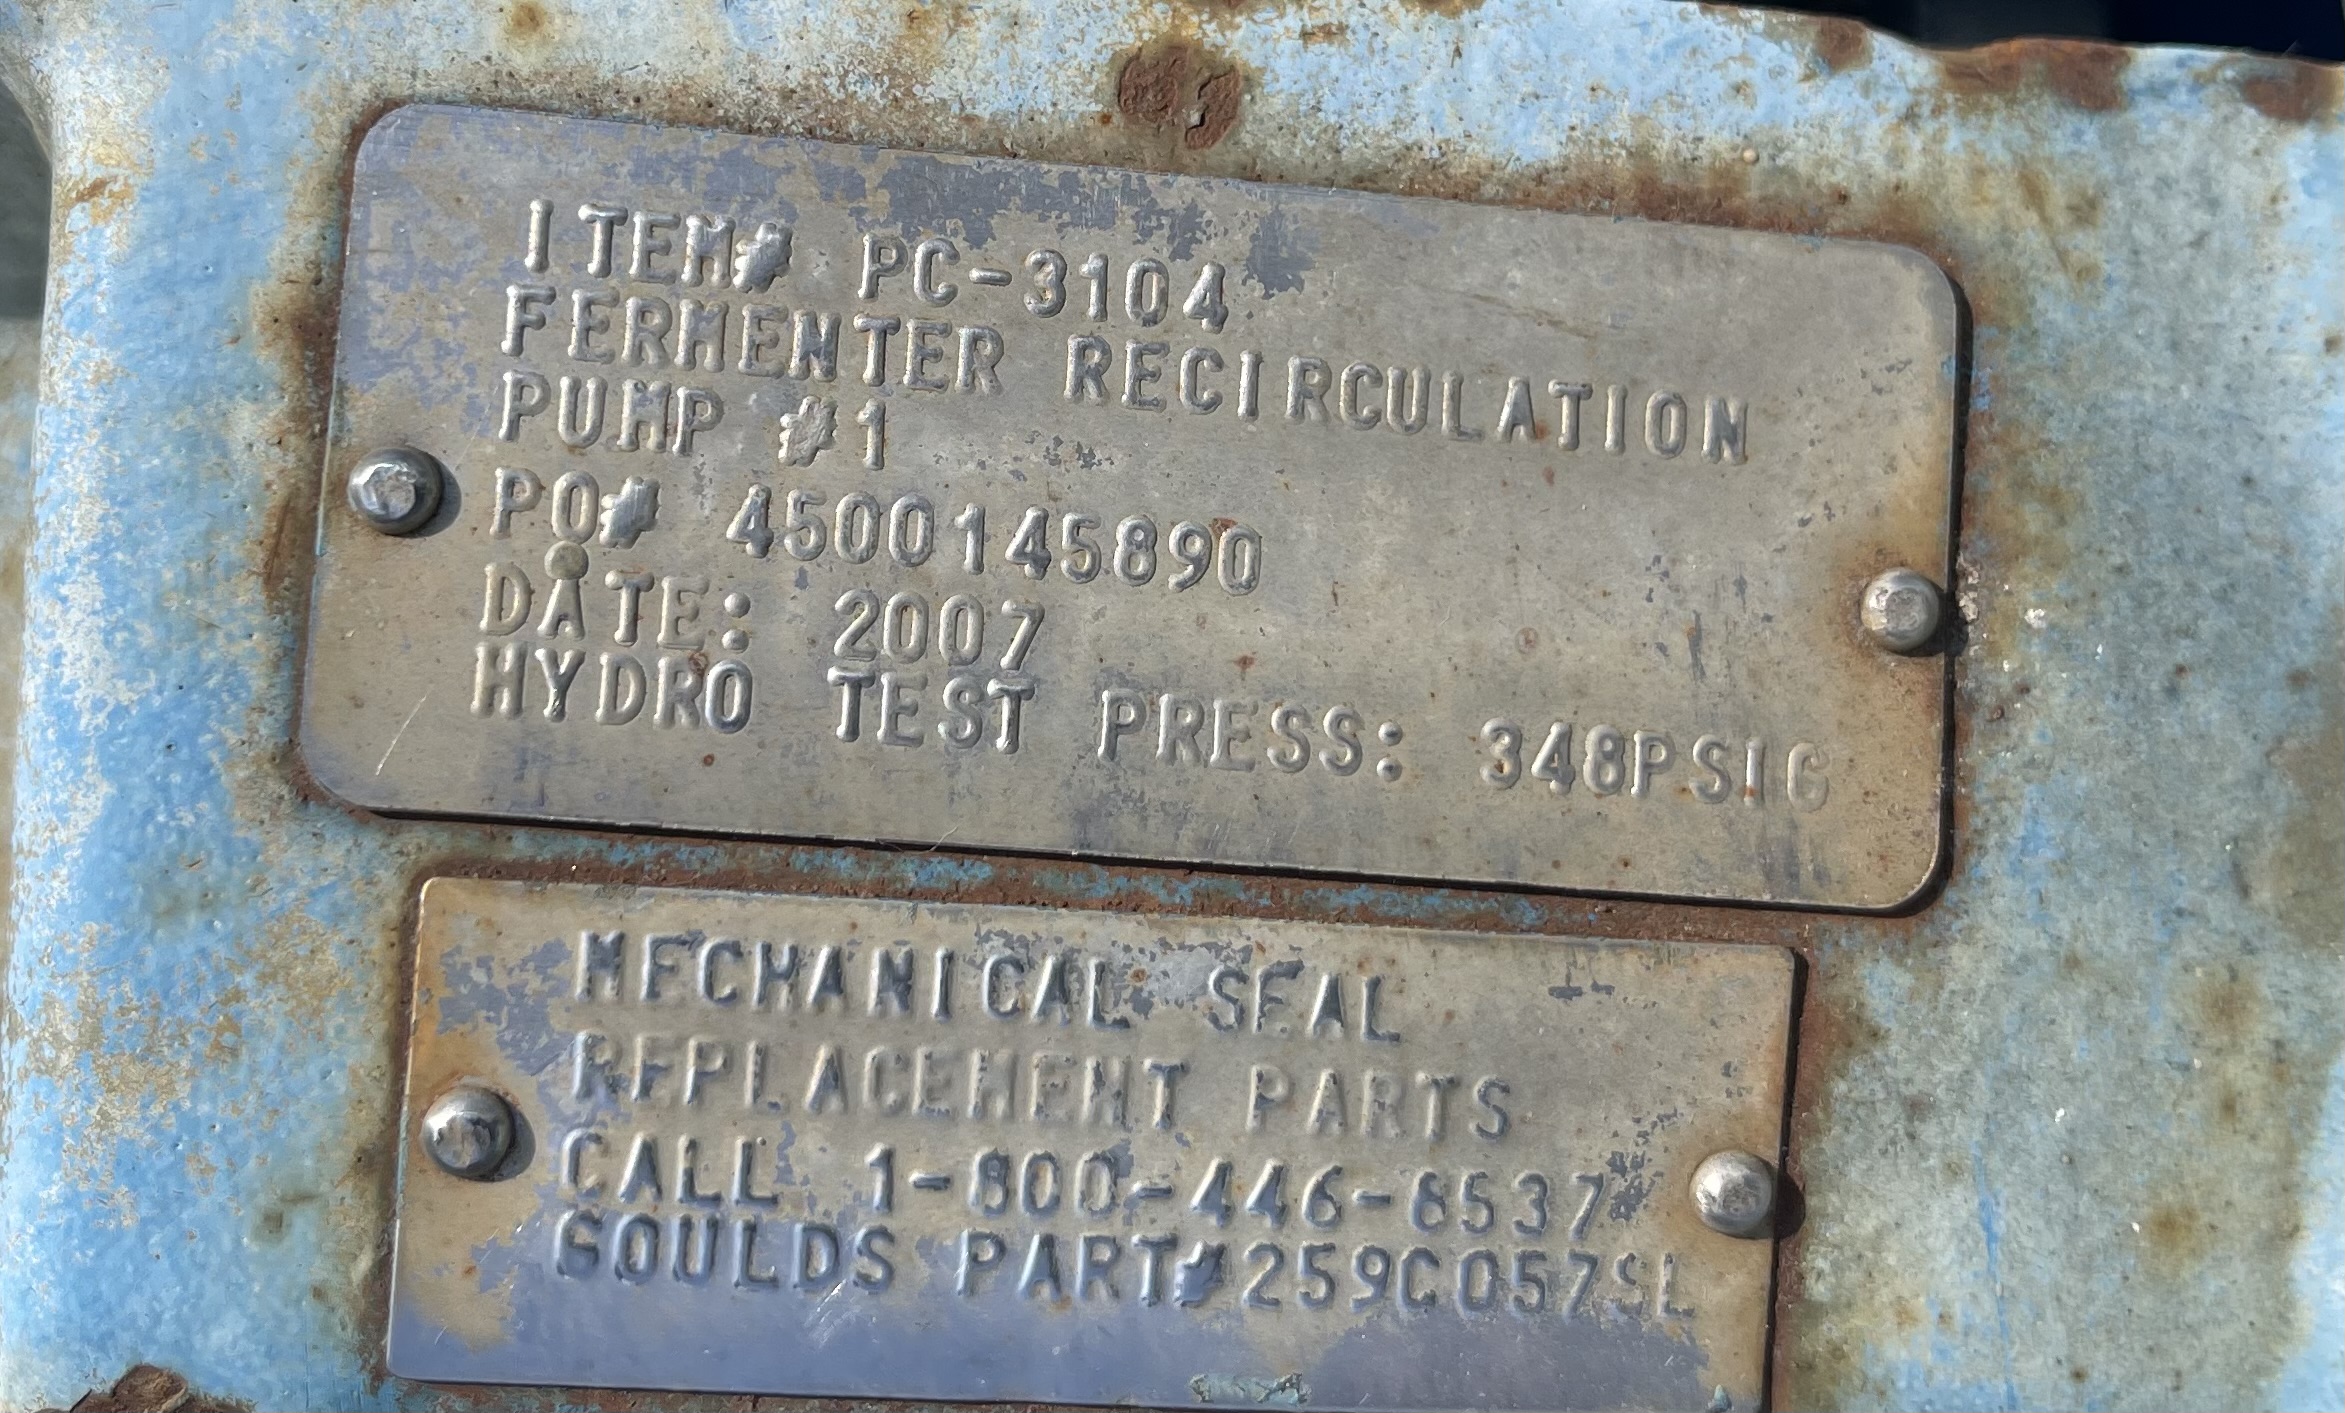 ITEM# PC-3104
FERMENTER RECIRCULATION
PUMP #1
PO# 4500145890
DATE: 2007
HYDRO TEST PRESS: 348PSIG
MECHANICAL SEAL
REPLACEMENT PARTS
CALL 1-800-446-8537
GOULDS PART#259C057SL